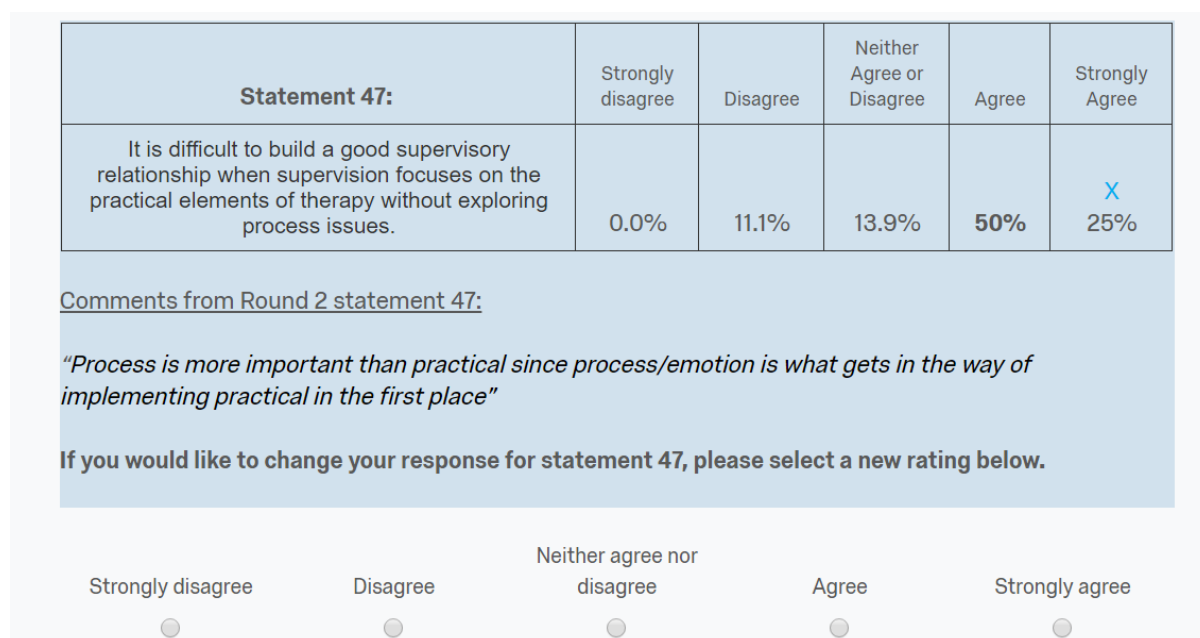 Statement 47:
Strongly
disagree
Disagree
Neither
Agree or
Disagree
Agree
Strongly
Agree
It is difficult to build a good supervisory
relationship when supervision focuses on the
practical elements of therapy without exploring
process issues.
0.0%
11.1%
13.9%
50%
X
25%
Comments from Round 2 statement 47:
“Process is more important than practical since process/emotion is what gets in the way of
implementing practical in the first place”
If you would like to change your response for statement 47, please select a new rating below.
Strongly disagree
Disagree
Neither agree nor
disagree
Agree
Strongly agree